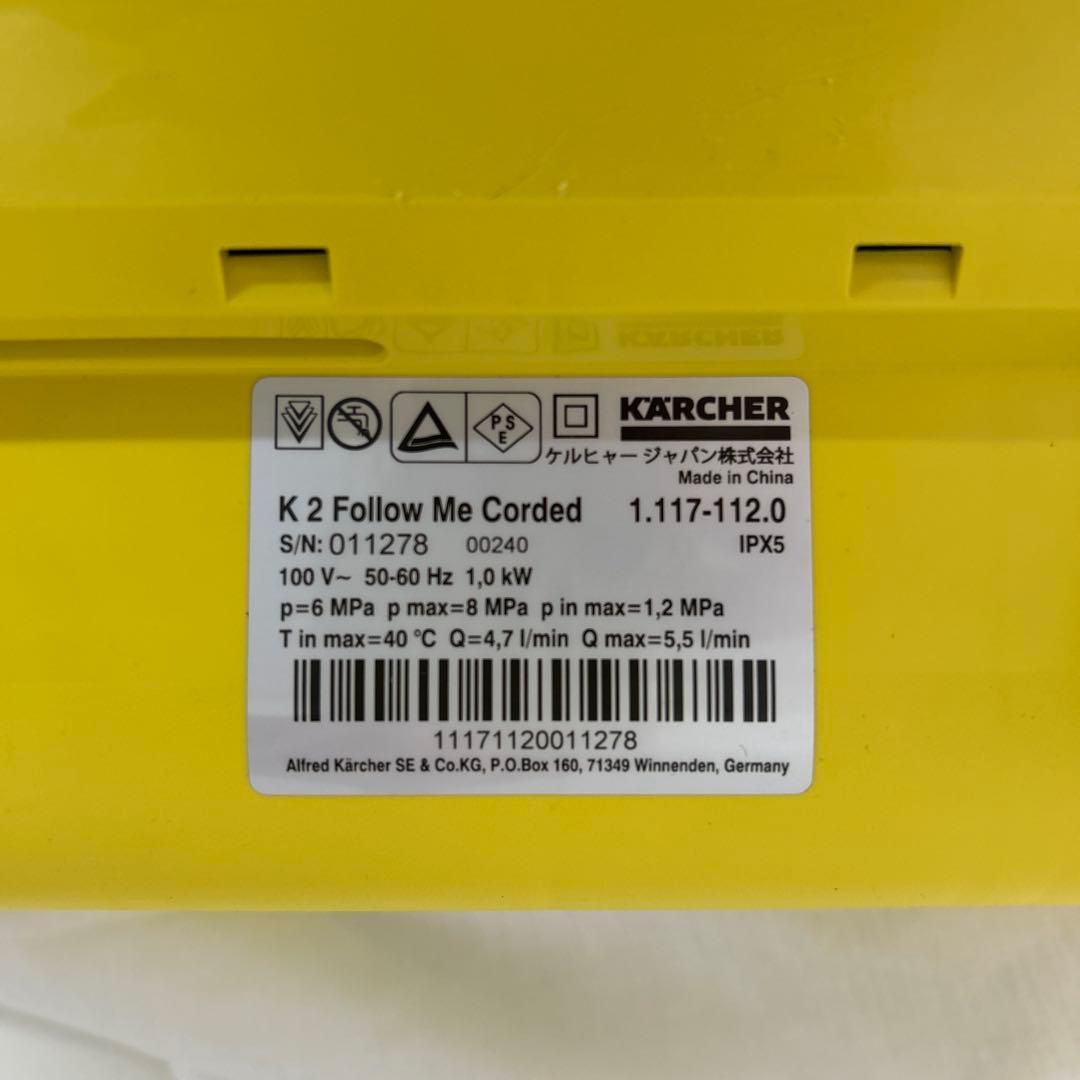 P S E
KÄRCHER
ケルヒャー ジャパン株式会社
Made in China
K 2 Follow Me Corded 1.117-112.0
S/N: 011278 00240 IPX5
100 V~ 50-60 Hz 1,0 kW
p=6 MPa p max=8 MPa p in max=1,2 MPa
T in max=40 °C Q=4,7 l/min Q max=5,5 l/min
11171120011278
Alfred Kärcher SE & Co.KG, P.O.Box 160, 71349 Winnenden, Germany